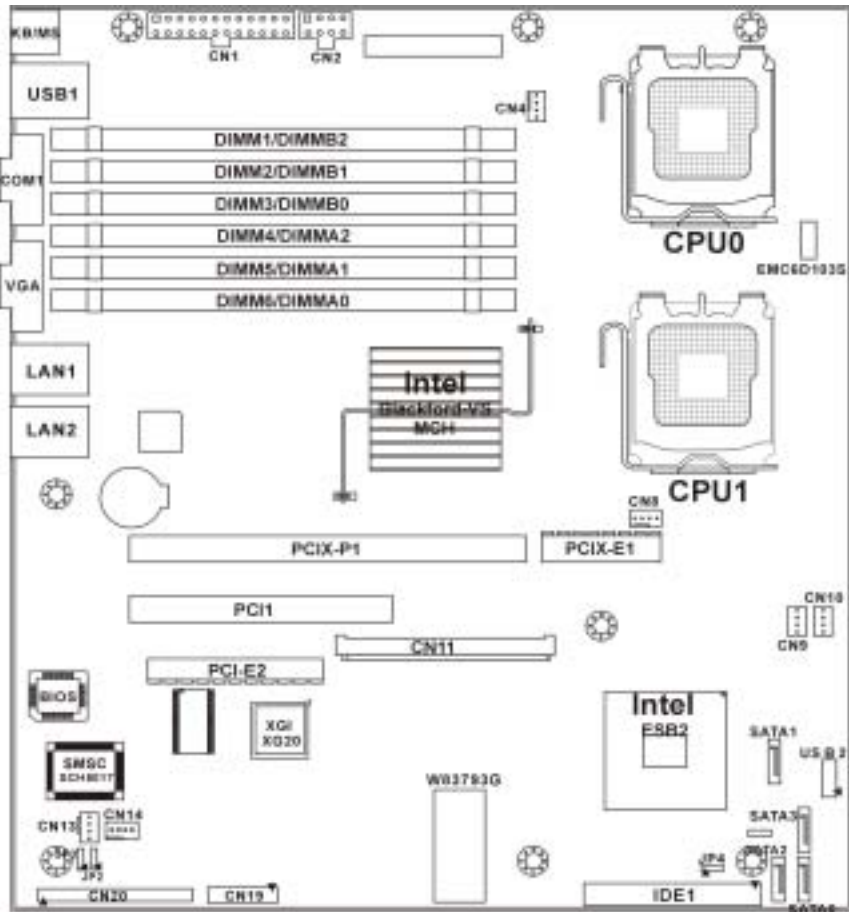 KB/MS
CN1
CN2
USB1
CN4
DIMM1/DIMMB2
DIMM2/DIMMB1
COM1
DIMM3/DIMMB0
DIMM4/DIMMA2
CPU0
DIMM5/DIMMA1
EMC6D103S
VGA
DIMM6/DIMMA0
LAN1
Intel
Blackford-VS
MCH
LAN2
CPU1
CN8
PCIX-P1
PCIX-E1
PCI1
CN10
CN9
CN11
PCI-E2
BIOS
Intel
ESB2
XGI
XG20
SATA1
USB2
SMSC
W83793G
CN14
CN13
SATA3
JP2
JP4
SATA2
CN20
CN19
IDE1